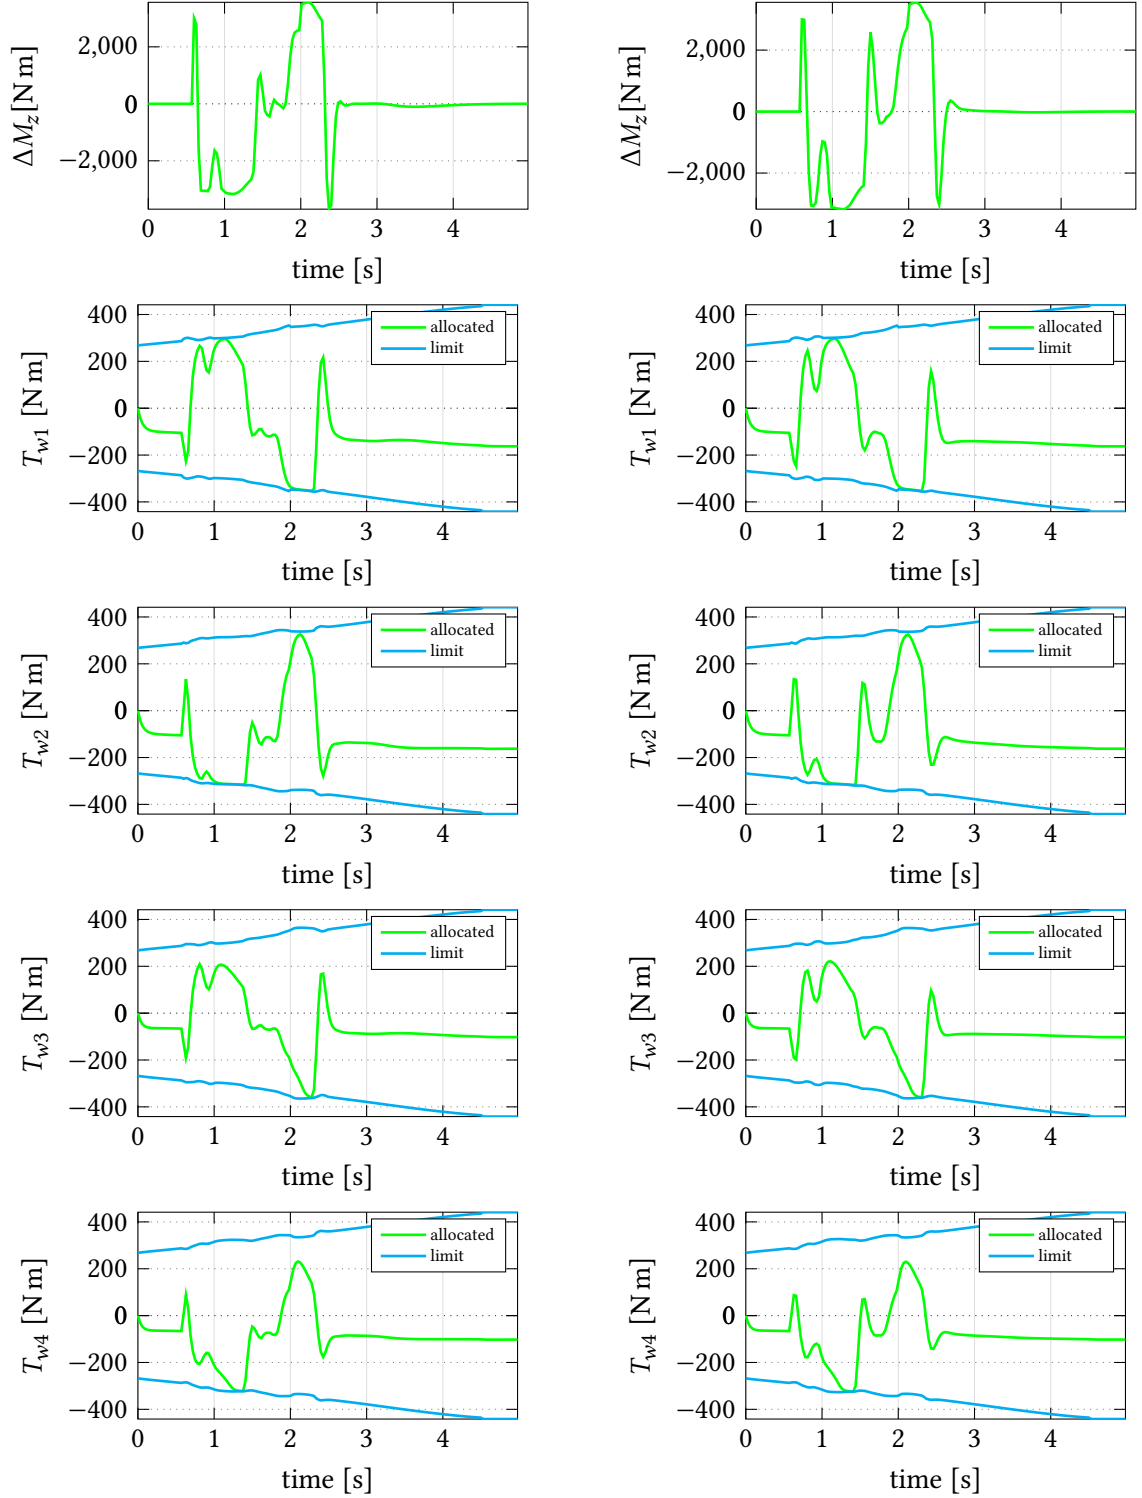 2,000
0
−2,000
ΔM_z[N m]
0 1 2 3 4
time [s]
2,000
0
−2,000
ΔM_z[N m]
0 1 2 3 4
time [s]
400
200
0
−200
−400
T_w1 [N m]
allocated
limit
0 1 2 3 4
time [s]
400
200
0
−200
−400
T_w1 [N m]
allocated
limit
0 1 2 3 4
time [s]
400
200
0
−200
−400
T_w2 [N m]
allocated
limit
0 1 2 3 4
time [s]
400
200
0
−200
−400
T_w2 [N m]
allocated
limit
0 1 2 3 4
time [s]
400
200
0
−200
−400
T_w3 [N m]
allocated
limit
0 1 2 3 4
time [s]
400
200
0
−200
−400
T_w3 [N m]
allocated
limit
0 1 2 3 4
time [s]
400
200
0
−200
−400
T_w4 [N m]
allocated
limit
0 1 2 3 4
time [s]
400
200
0
−200
−400
T_w4 [N m]
allocated
limit
0 1 2 3 4
time [s]